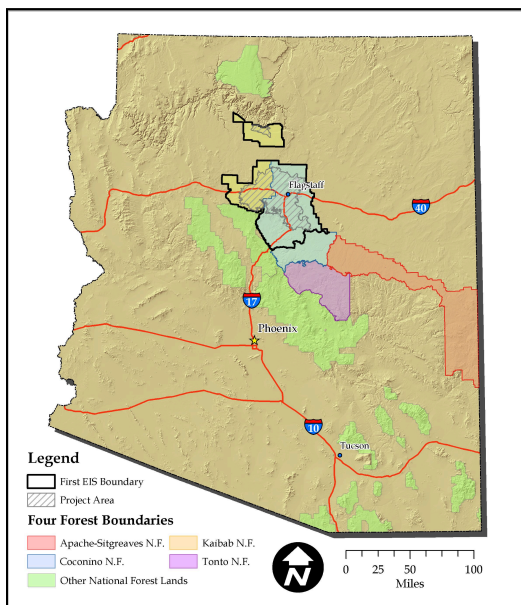 Flagstaff
40
17
Phoenix
10
Tucson
Legend
First EIS Boundary
Project Area
Four Forest Boundaries
Apache-Sitgreaves N.F.
Kaibab N.F.
Coconino N.F.
Tonto N.F.
Other National Forest Lands
N
0 25 50 75 100
Miles